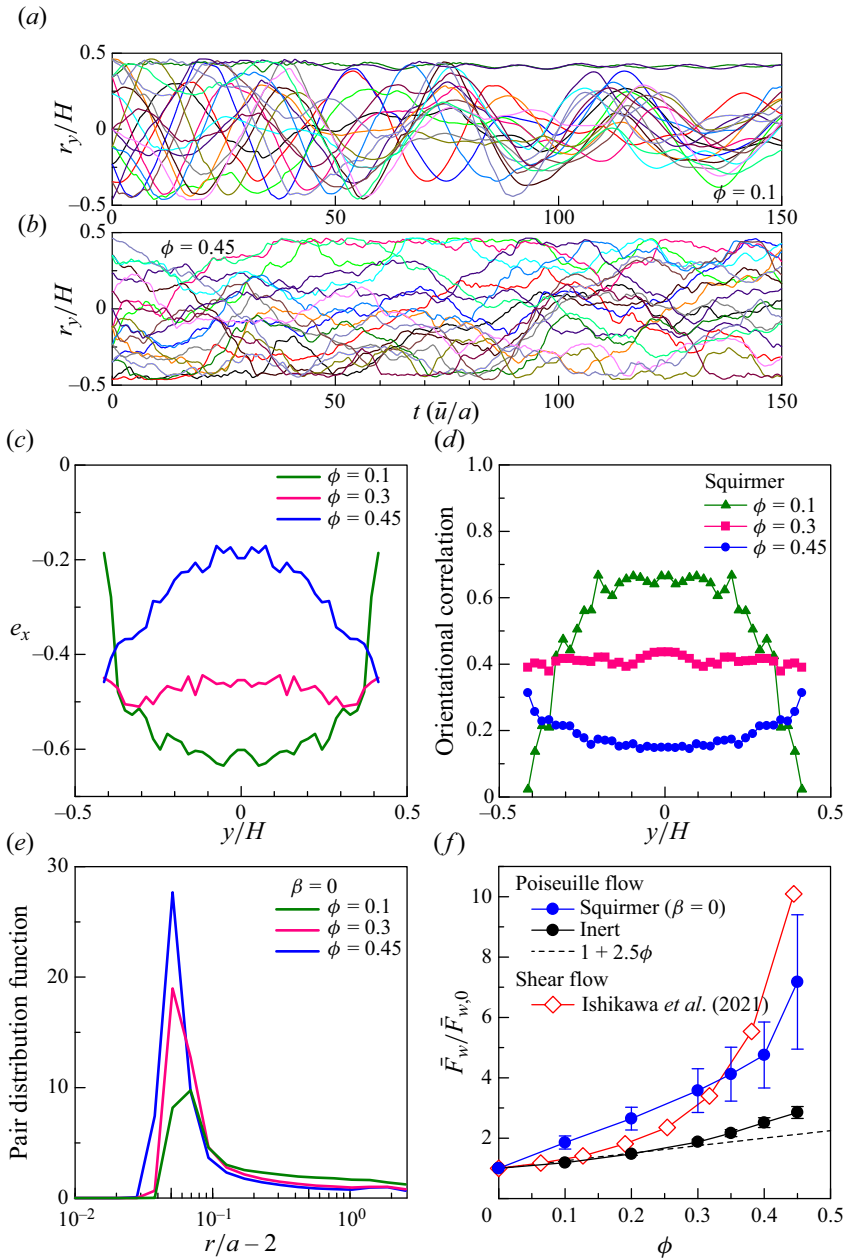 (a)
0.5
0
–0.5
r_y/H
0 50 100 150
ϕ = 0.1
(b)
0.5
0
–0.5
r_y/H
ϕ = 0.45
0 50 100 150
t (ū/a)
(c)
0
–0.2
–0.4
–0.6
e_x
ϕ = 0.1
ϕ = 0.3
ϕ = 0.45
–0.5 0 0.5
y/H
(d)
1.0
0.8
0.6
0.4
0.2
0
Orientational correlation
Squirmer
ϕ = 0.1
ϕ = 0.3
ϕ = 0.45
–0.5 0 0.5
y/H
(e)
30
20
10
0
Pair distribution function
β = 0
ϕ = 0.1
ϕ = 0.3
ϕ = 0.45
10⁻² 10⁻¹ 10⁰
r/a – 2
(f)
10
8
6
4
2
0
F̄_w/F̄_{w,0}
Poiseuille flow
Squirmer (β = 0)
Inert
1 + 2.5ϕ
Shear flow
Ishikawa et al. (2021)
0 0.1 0.2 0.3 0.4 0.5
ϕ